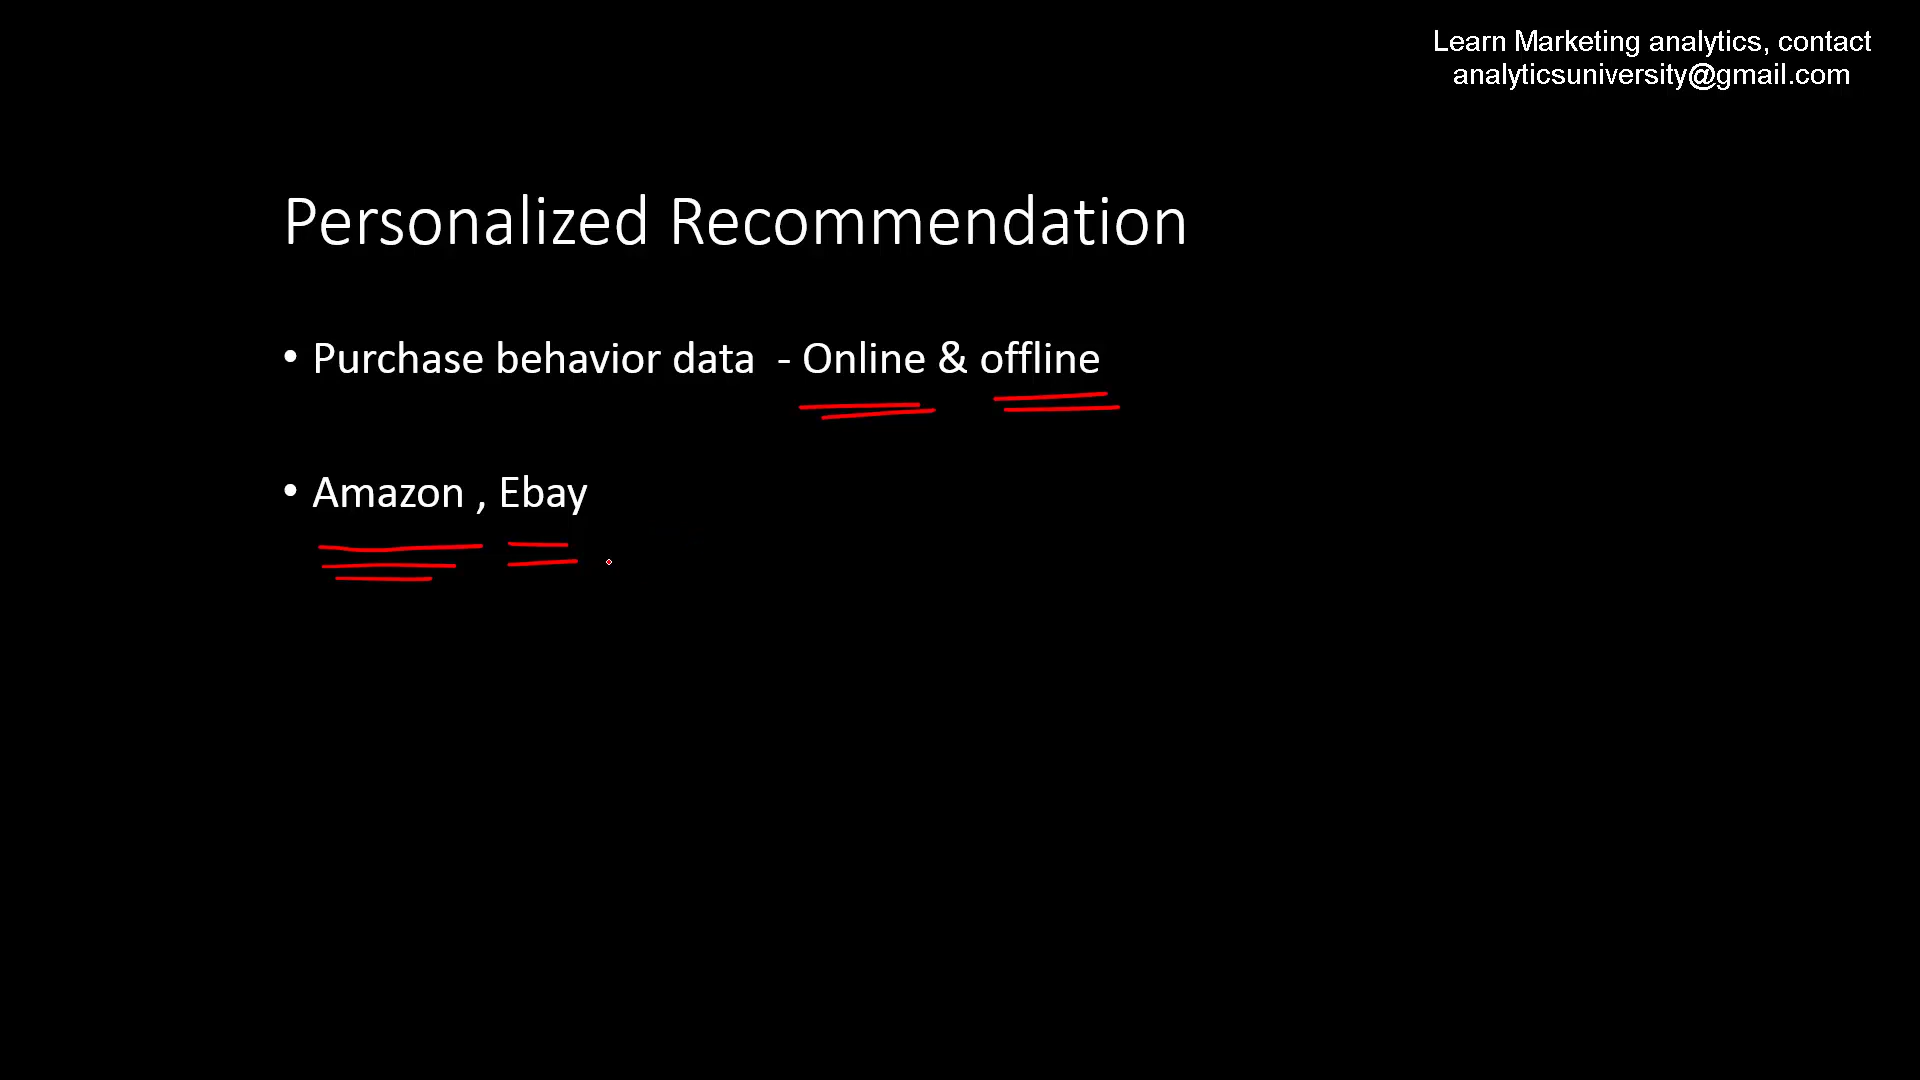 Learn Marketing analytics, contact
analyticsuniversity@gmail.com
Personalized Recommendation
• Purchase behavior data  - Online & offline
• Amazon , Ebay